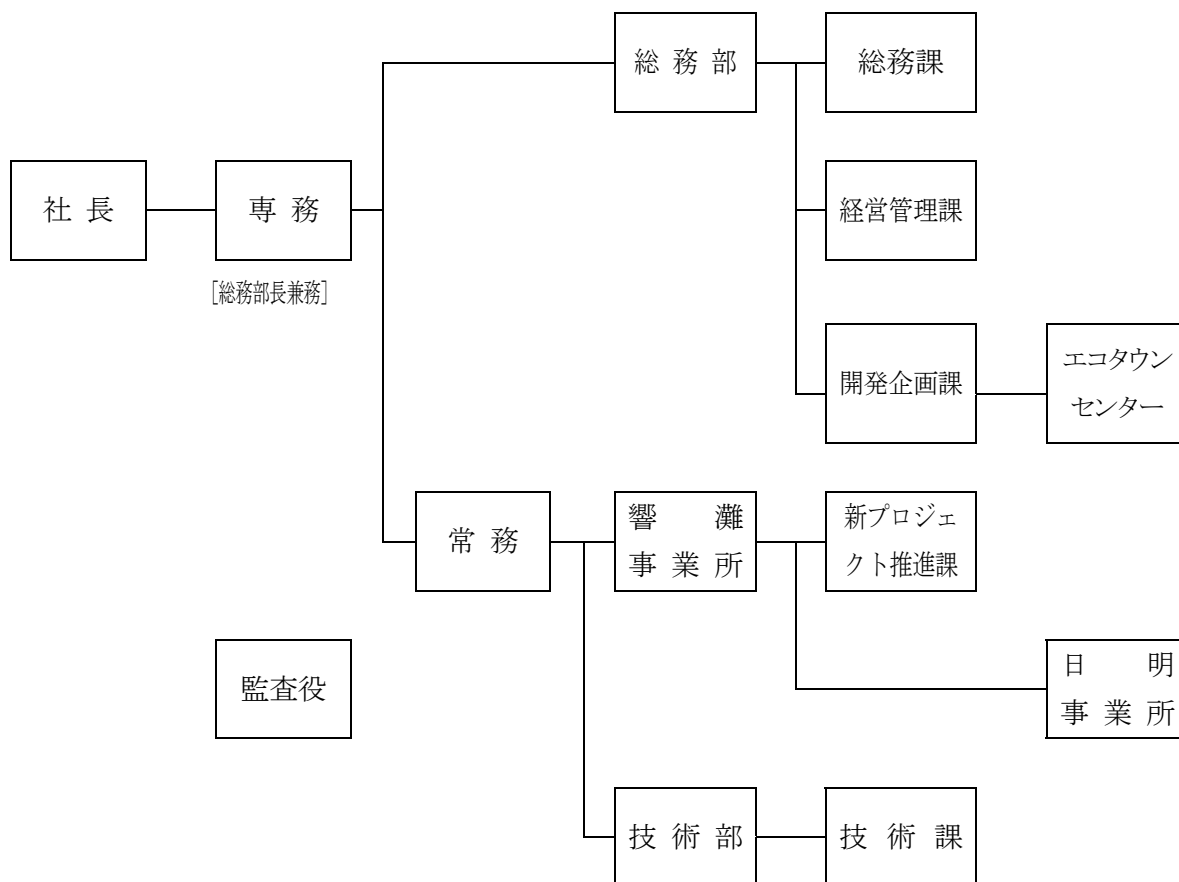 総務部
総務課
社長
専務
経営管理課
[総務部長兼務]
開発企画課
エコタウン
センター
常務
響灘
事業所
新プロジェ
クト推進課
監査役
日明
事業所
技術部
技術課